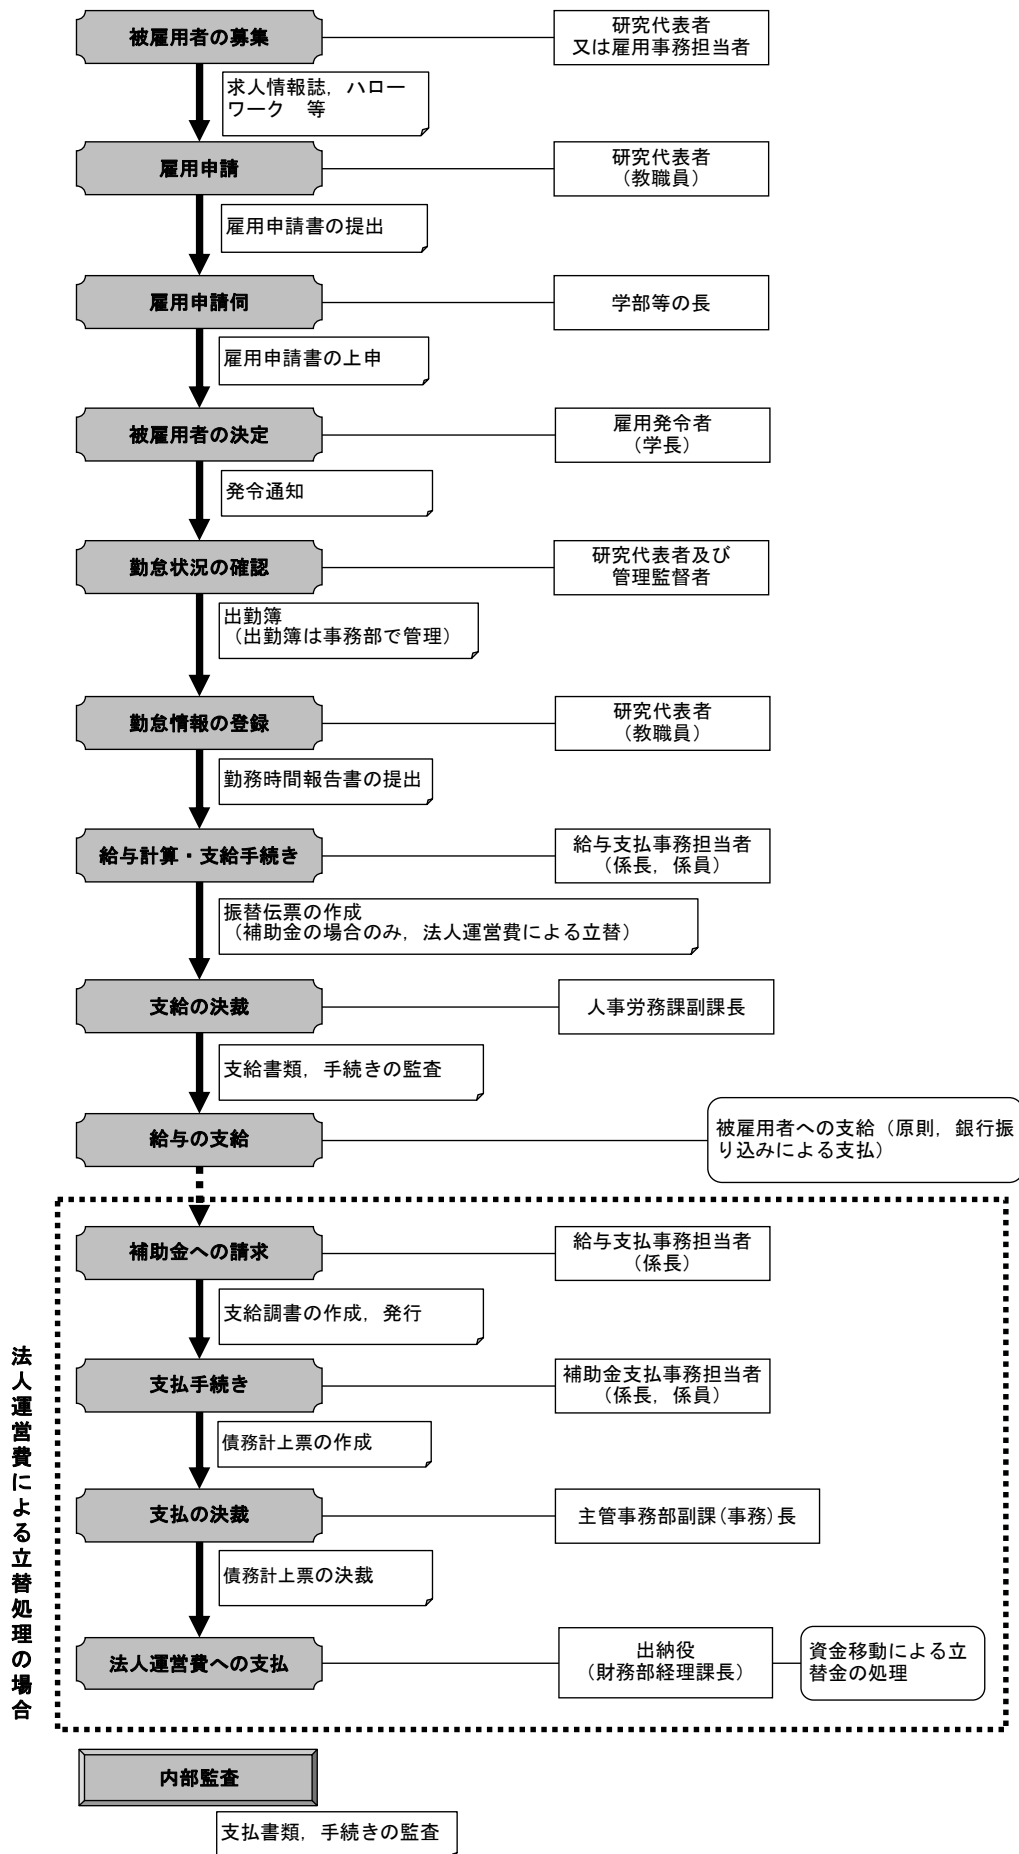 被雇用者の募集
研究代表者
又は雇用事務担当者
求人情報誌，ハロー
ワーク　等
雇用申請
研究代表者
（教職員）
雇用申請書の提出
雇用申請伺
学部等の長
雇用申請書の上申
被雇用者の決定
雇用発令者
（学長）
発令通知
勤怠状況の確認
研究代表者及び
管理監督者
出勤簿
（出勤簿は事務部で管理）
勤怠情報の登録
研究代表者
（教職員）
勤務時間報告書の提出
給与計算・支給手続き
給与支払事務担当者
（係長，係員）
振替伝票の作成
（補助金の場合のみ，法人運営費による立替）
支給の決裁
人事労務課副課長
支給書類，手続きの監査
給与の支給
被雇用者への支給（原則，銀行振
り込みによる支払）
法人運営費による立替処理の場合
補助金への請求
給与支払事務担当者
（係長）
支給調書の作成，発行
支払手続き
補助金支払事務担当者
（係長，係員）
債務計上票の作成
支払の決裁
主管事務部副課（事務）長
債務計上票の決裁
法人運営費への支払
出納役
（財務部経理課長）
資金移動による立
替金の処理
内部監査
支払書類，手続きの監査